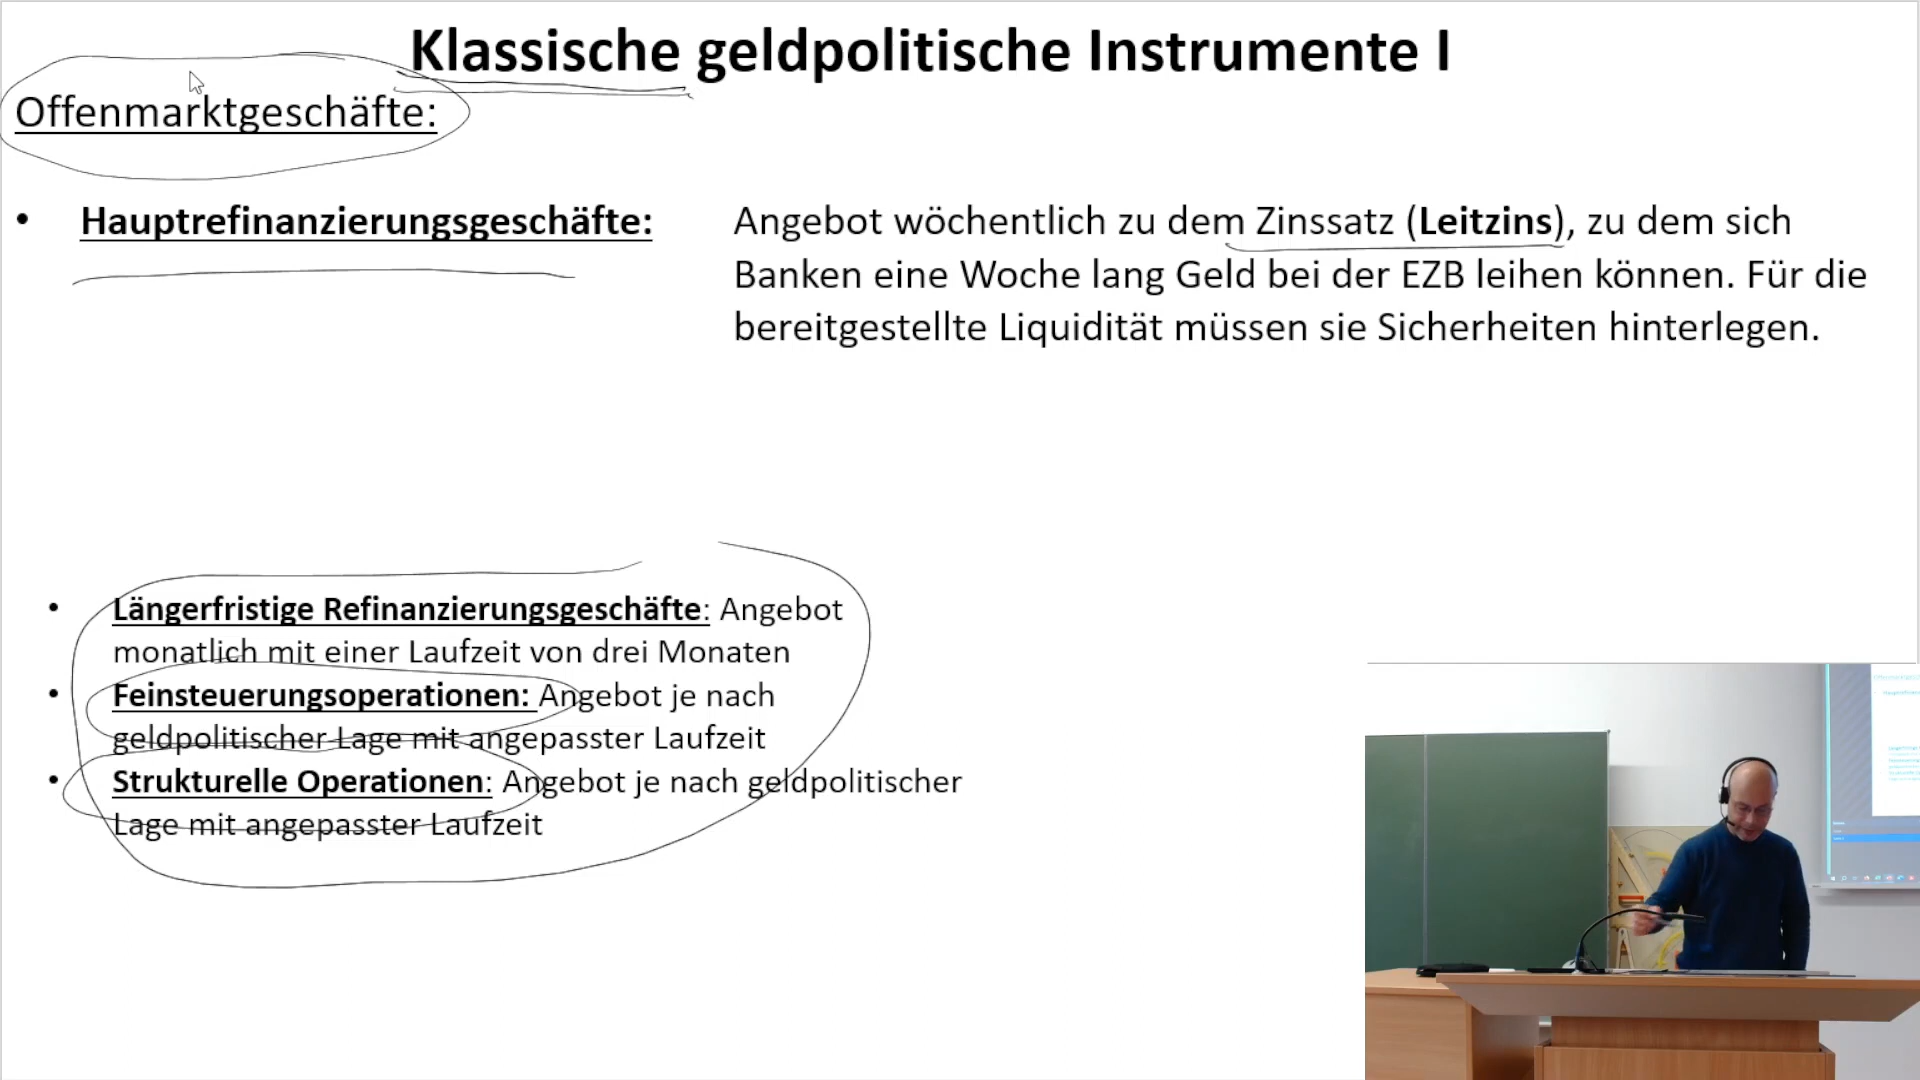 Klassische geldpolitische Instrumente I
Offenmarktgeschäfte:
• Hauptrefinanzierungsgeschäfte:
Angebot wöchentlich zu dem Zinssatz (Leitzins), zu dem sich
Banken eine Woche lang Geld bei der EZB leihen können. Für die
bereitgestellte Liquidität müssen sie Sicherheiten hinterlegen.
• Längerfristige Refinanzierungsgeschäfte: Angebot
monatlich mit einer Laufzeit von drei Monaten
• Feinsteuerungsoperationen: Angebot je nach
geldpolitischer Lage mit angepasster Laufzeit
• Strukturelle Operationen: Angebot je nach geldpolitischer
Lage mit angepasster Laufzeit